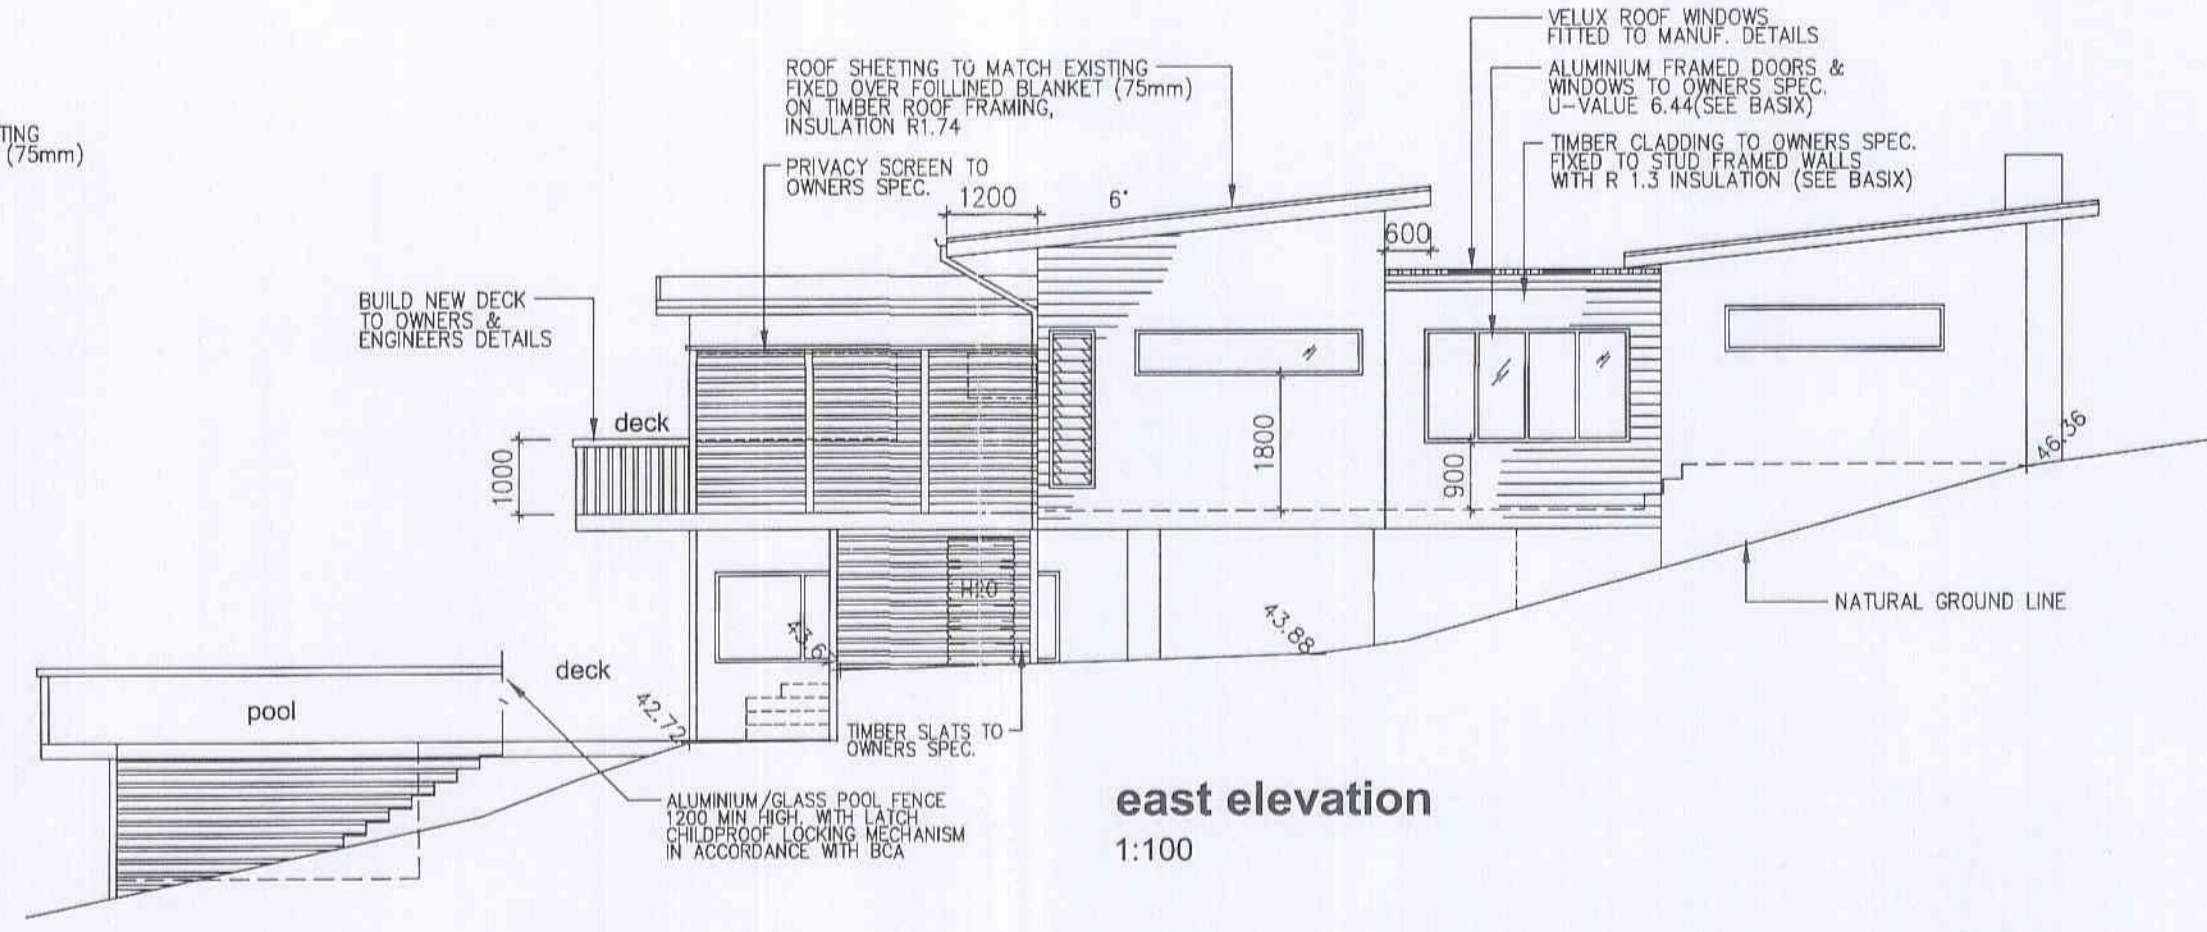 TING
(75mm)
ROOF SHEETING TO MATCH EXISTING
FIXED OVER FOILLINED BLANKET (75mm)
ON TIMBER ROOF FRAMING,
INSULATION R1.74
PRIVACY SCREEN TO
OWNERS SPEC.
1200
6°
VELUX ROOF WINDOWS
FITTED TO MANUF. DETAILS
ALUMINIUM FRAMED DOORS &
WINDOWS TO OWNERS SPEC.
U-VALUE 6.44(SEE BASIX)
TIMBER CLADDING TO OWNERS SPEC.
FIXED TO STUD FRAMED WALLS
WITH R 1.3 INSULATION (SEE BASIX)
600
BUILD NEW DECK
TO OWNERS &
ENGINEERS DETAILS
deck
1000
1800
900
46.36
H20
43.6
43.88
NATURAL GROUND LINE
deck
pool
42.72
TIMBER SLATS TO
OWNERS SPEC.
ALUMINIUM/GLASS POOL FENCE
1200 MIN HIGH, WITH LATCH
CHILDPROOF LOCKING MECHANISM
IN ACCORDANCE WITH BCA
east elevation
1:100